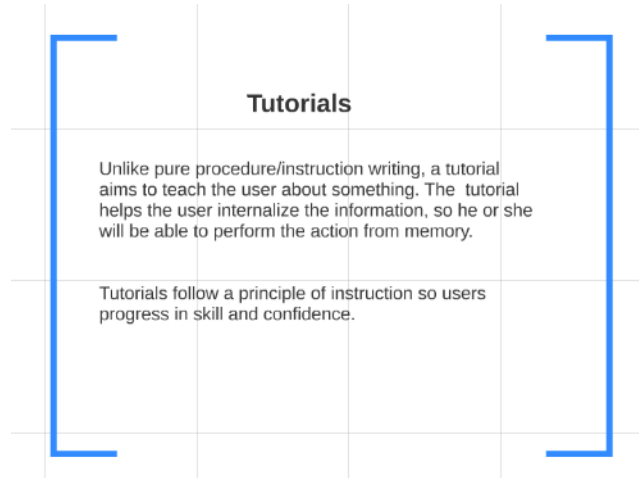 Tutorials
Unlike pure procedure/instruction writing, a tutorial
aims to teach the user about something. The  tutorial
helps the user internalize the information, so he or she
will be able to perform the action from memory.
Tutorials follow a principle of instruction so users
progress in skill and confidence.